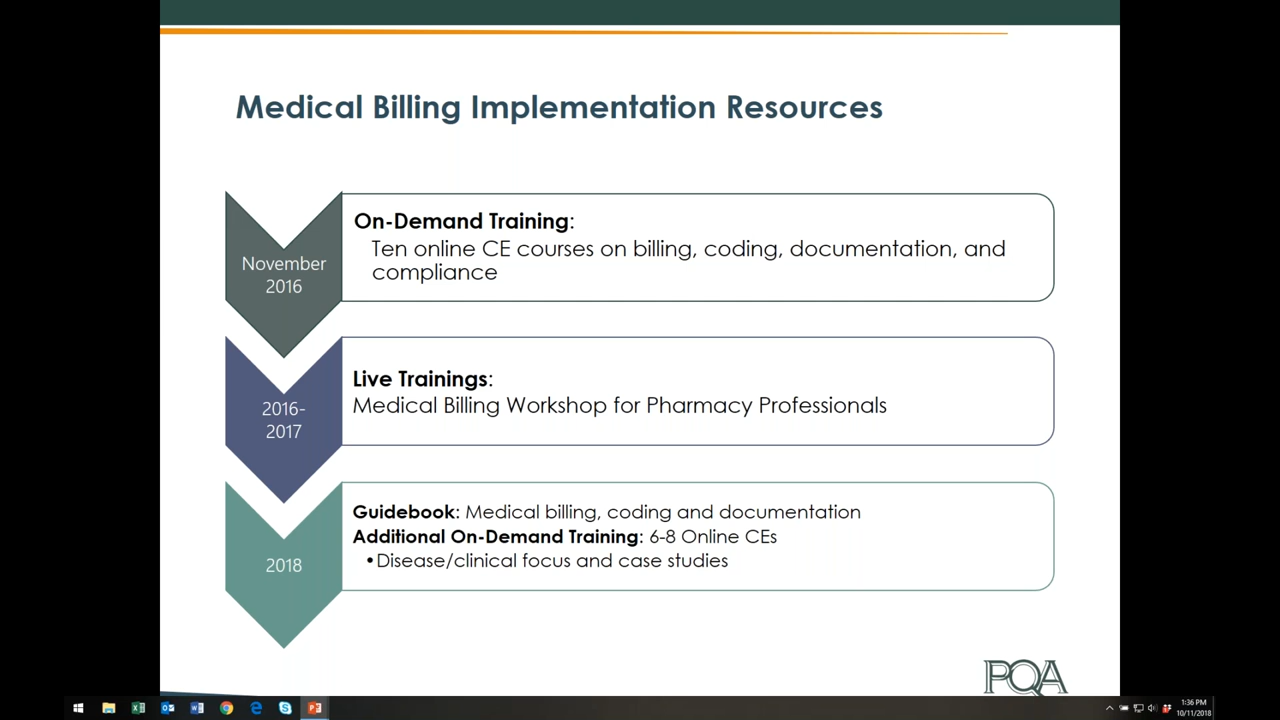 Medical Billing Implementation Resources
November
2016
On-Demand Training:
Ten online CE courses on billing, coding, documentation, and
compliance
2016-
2017
Live Trainings:
Medical Billing Workshop for Pharmacy Professionals
2018
Guidebook: Medical billing, coding and documentation
Additional On-Demand Training: 6-8 Online CEs
•Disease/clinical focus and case studies
PQA
1:36 PM
10/11/2018